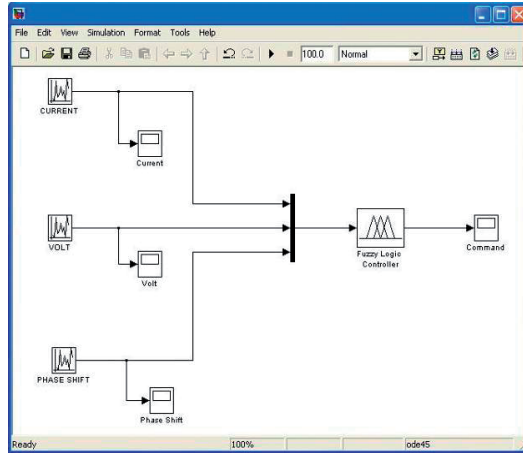 File Edit View Simulation Format Tools Help
100.0 Normal
CURRENT
Current
VOLT
Volt
Fuzzy Logic
Controller
Command
PHASE SHIFT
Phase Shift
Ready 100% ode45